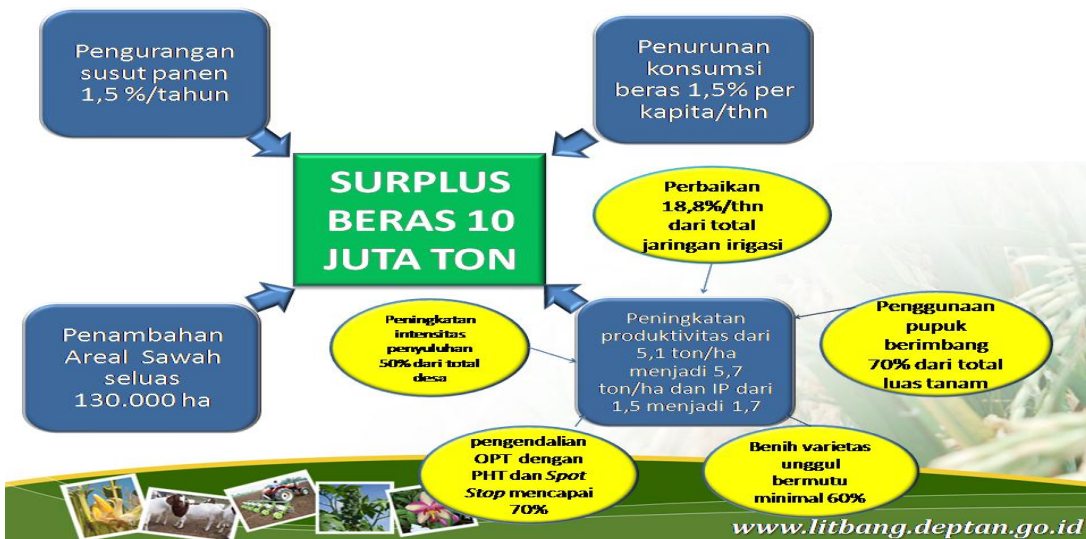 Pengurangan
susut panen
1,5 %/tahun
Penurunan
konsumsi
beras 1,5% per
kapita/thn
SURPLUS
BERAS 10
JUTA TON
Perbaikan
18,8%/thn
dari total
jaringan irigasi
Penambahan
Areal Sawah
seluas
130.000 ha
Peningkatan
intensitas
penyuluhan
50% dari total
desa
Peningkatan
produktivitas dari
5,1 ton/ha
menjadi 5,7
ton/ha dan IP dari
1,5 menjadi 1,7
Penggunaan
pupuk
berimbang
70% dari total
luas tanam
pengendalian
OPT dengan
PHT dan Spot
Stop mencapai
70%
Benih varietas
unggul
bermutu
minimal 60%
www.litbang.deptan.go.id